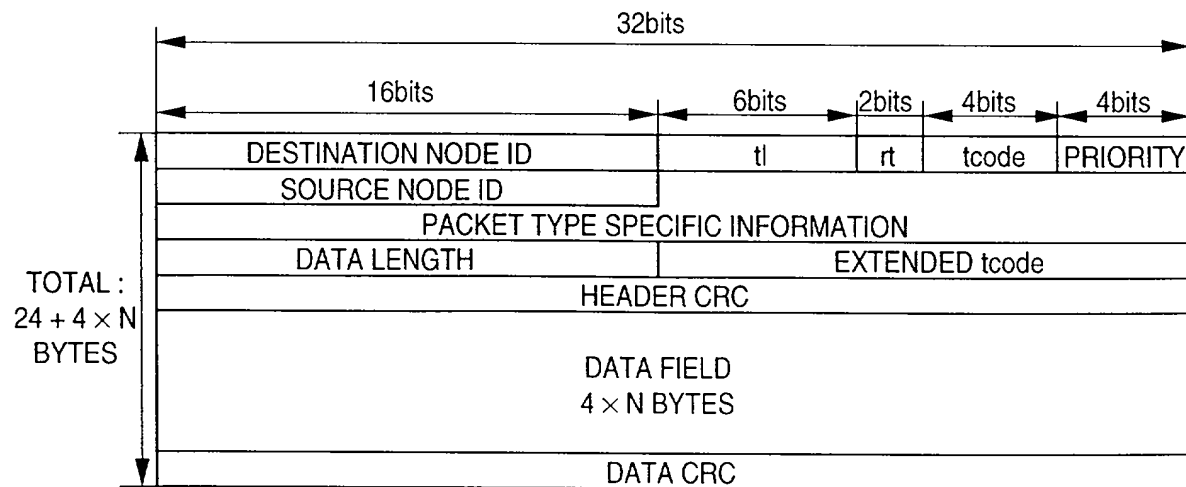 32bits
16bits 6bits 2bits 4bits 4bits
DESTINATION NODE ID tl rt tcode PRIORITY
SOURCE NODE ID
PACKET TYPE SPECIFIC INFORMATION
DATA LENGTH EXTENDED tcode
HEADER CRC
TOTAL :
24 + 4 × N
BYTES
DATA FIELD
4 × N BYTES
DATA CRC